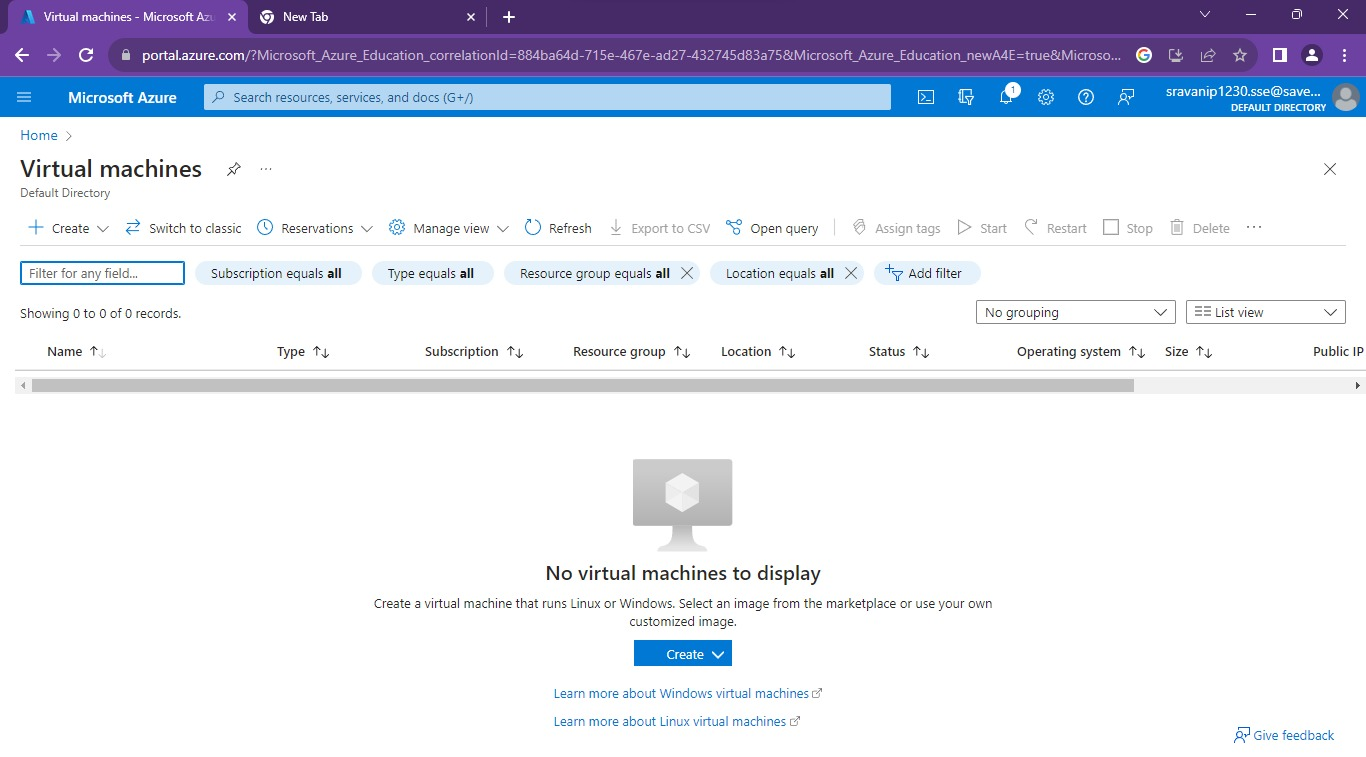 Virtual machines - Microsoft Azu
New Tab
portal.azure.com/?Microsoft_Azure_Education_correlationId=884ba64d-715e-467e-ad27-432745d83a75&Microsoft_Azure_Education_newA4E=true&Microso...
Microsoft Azure
Search resources, services, and docs (G+/)
1
sravanip1230.sse@save...
DEFAULT DIRECTORY
Home
Virtual machines
Default Directory
Create
Switch to classic
Reservations
Manage view
Refresh
Export to CSV
Open query
Assign tags
Start
Restart
Stop
Delete
Filter for any field...
Subscription equals all
Type equals all
Resource group equals all
Location equals all
Add filter
Showing 0 to 0 of 0 records.
No grouping
List view
Name
Type
Subscription
Resource group
Location
Status
Operating system
Size
Public IP
No virtual machines to display
Create a virtual machine that runs Linux or Windows. Select an image from the marketplace or use your own
customized image.
Create
Learn more about Windows virtual machines
Learn more about Linux virtual machines
Give feedback